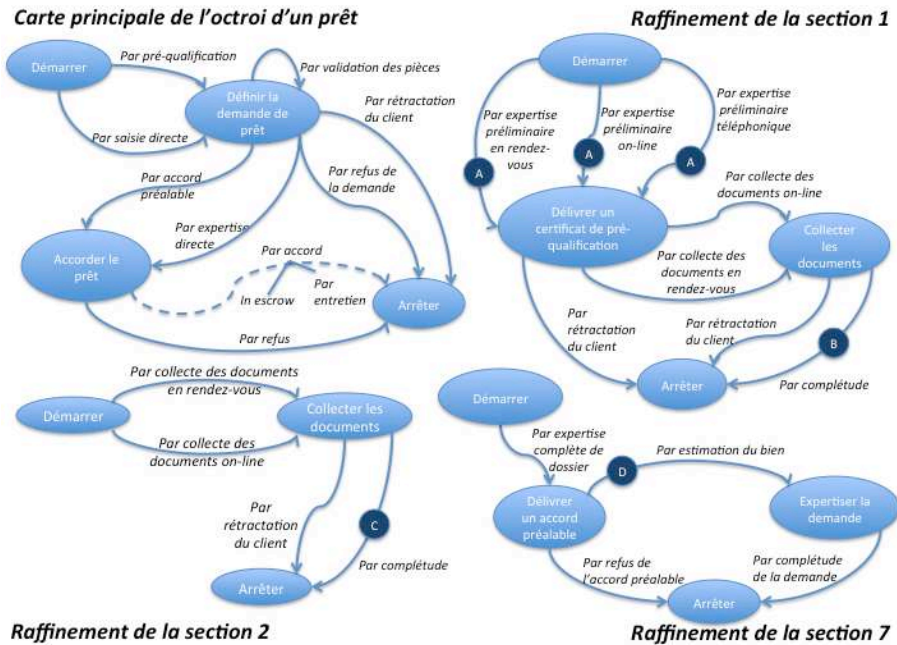 Carte principale de l’octroi d’un prêt
Démarrer
Par pré-qualification
Par validation des pièces
Définir la
demande de
prêt
Par rétractation
du client
Par saisie directe
Par refus de
la demande
Par accord
préalable
Par expertise
directe
Accorder le
prêt
Par accord
In escrow
Par
entretien
Arrêter
Par refus
Raffinement de la section 1
Démarrer
Par expertise
préliminaire
en rendez-
vous
Par expertise
préliminaire
on-line
Par expertise
préliminaire
téléphonique
A
A
A
Par collecte des
documents on-line
Délivrer un
certificat de pré-
qualification
Collecter
les
documents
Par collecte des
documents en
rendez-vous
Par
rétractation
du client
Par rétractation
du client
B
Arrêter
Par complétude
Par collecte des documents
en rendez-vous
Démarrer
Collecter les
documents
Par collecte des
documents on-line
Par
rétractation
du client
C
Par complétude
Arrêter
Raffinement de la section 2
Démarrer
Par expertise
complète de
dossier
D
Par estimation du bien
Délivrer
un accord
préalable
Expertiser la
demande
Par refus de
l’accord préalable
Par complétude
de la demande
Arrêter
Raffinement de la section 7